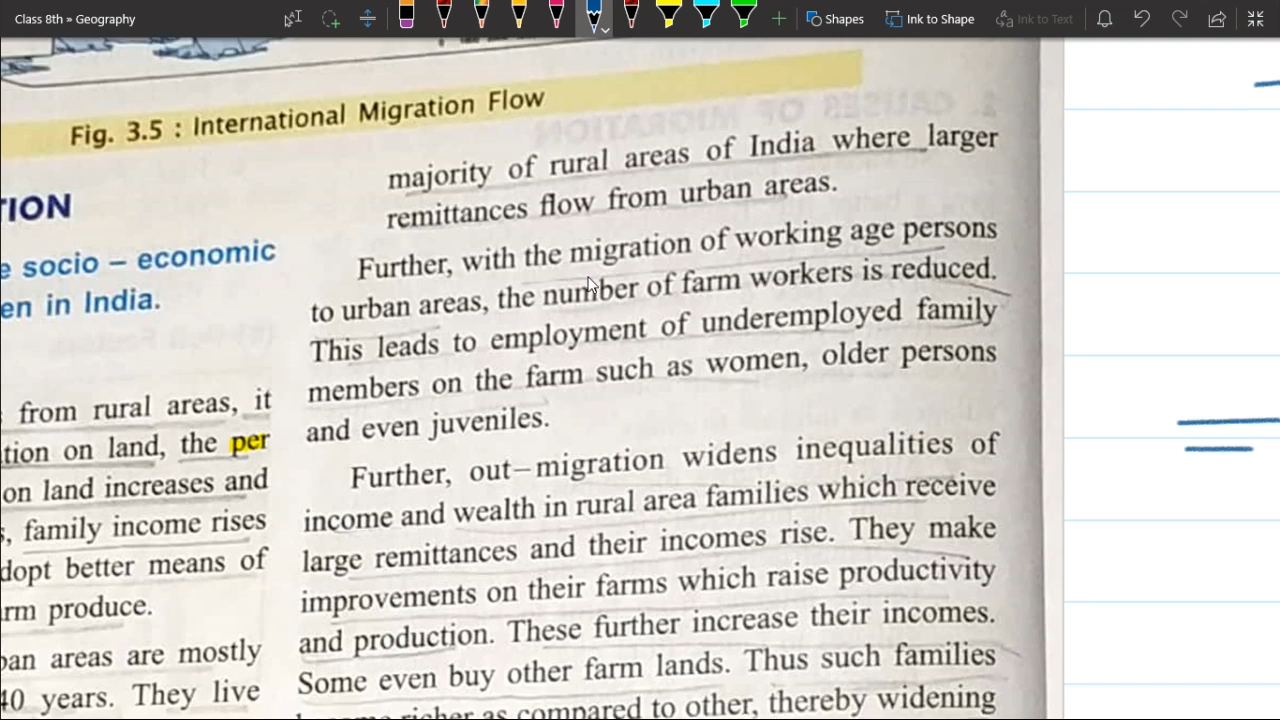 Class 8th » Geography
Shapes
Ink to Shape
Ink to Text
Fig. 3.5 : International Migration Flow
TION
e socio – economic
en in India.
from rural areas, it
tion on land, the per
on land increases and
s, family income rises
dopt better means of
rm produce.
ban areas are mostly
40 years. They live
majority of rural areas of India where larger
remittances flow from urban areas.
Further, with the migration of working age persons
to urban areas, the number of farm workers is reduced.
This leads to employment of underemployed family
members on the farm such as women, older persons
and even juveniles.
Further, out–migration widens inequalities of
income and wealth in rural area families which receive
large remittances and their incomes rise. They make
improvements on their farms which raise productivity
and production. These further increase their incomes.
Some even buy other farm lands. Thus such families
richer as compared to other, thereby widening